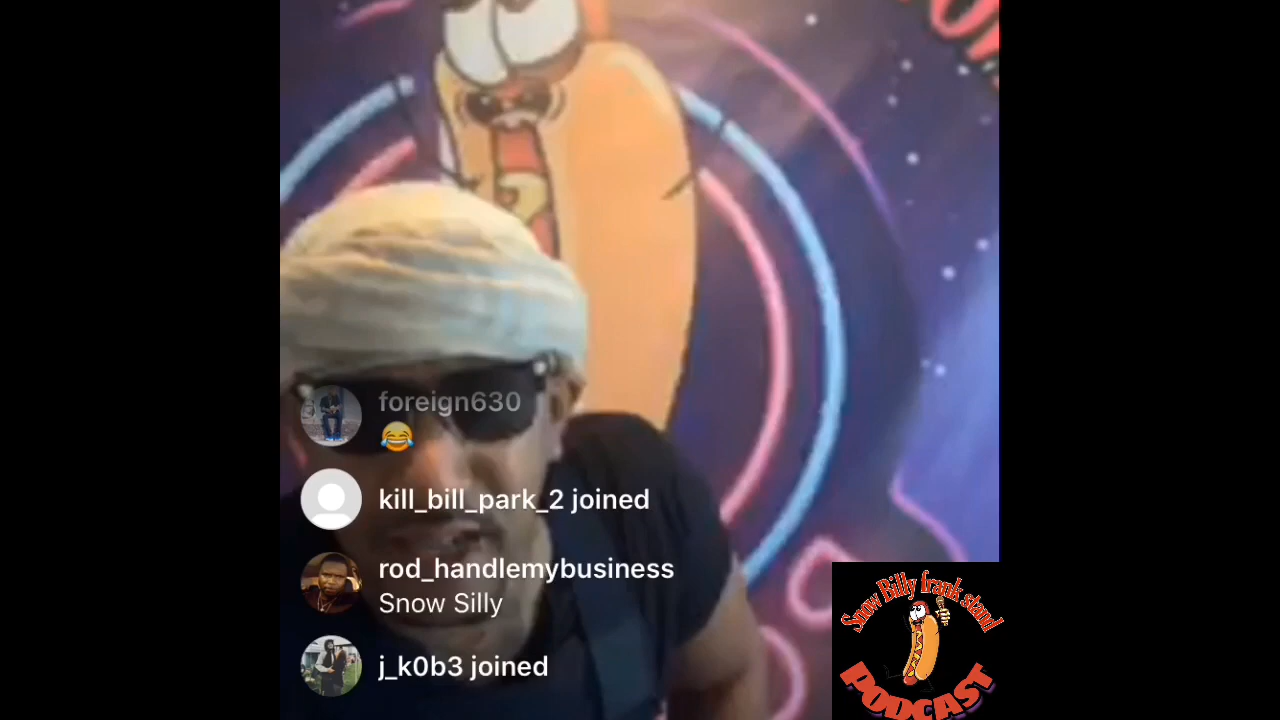 foreign630
😂
kill_bill_park_2 joined
rod_handlemybusiness
Snow Silly
j_k0b3 joined
Snow Billy frank stand
PODCAST